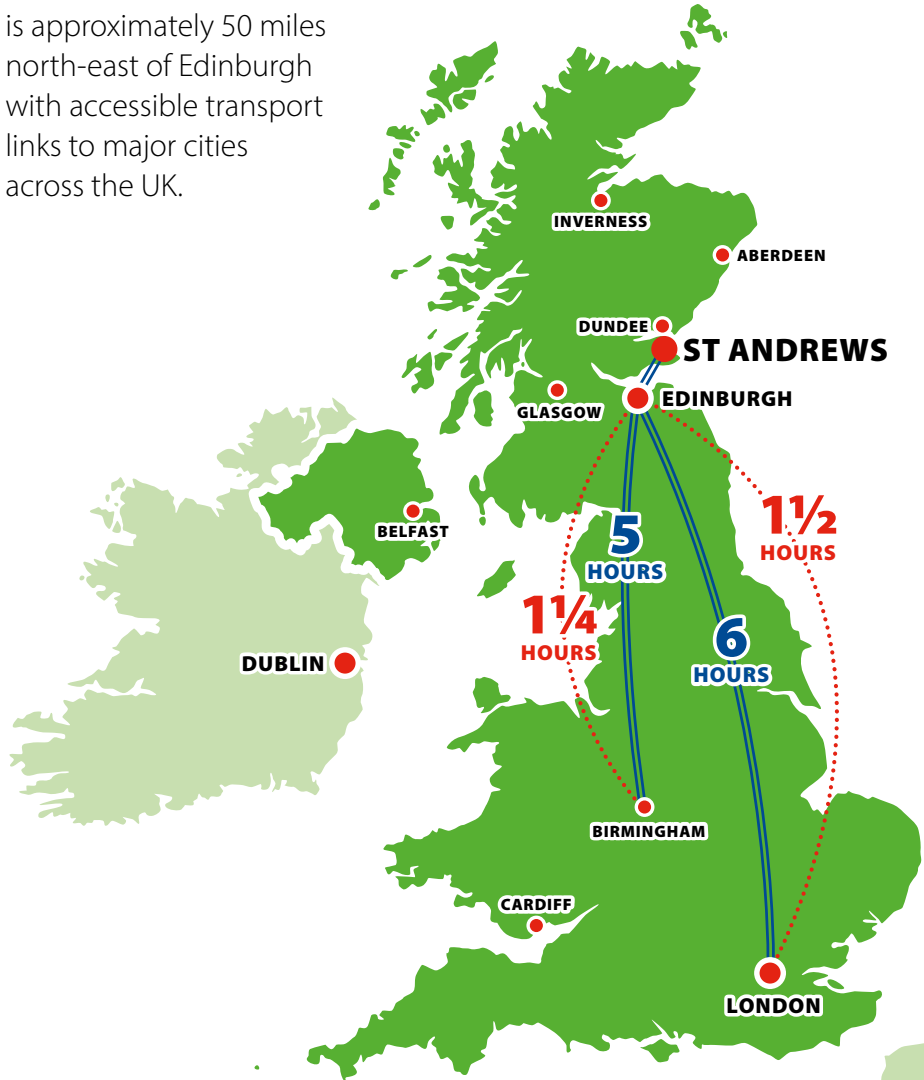 is approximately 50 miles
north-east of Edinburgh
with accessible transport
links to major cities
across the UK.
INVERNESS
ABERDEEN
DUNDEE
ST ANDREWS
EDINBURGH
GLASGOW
BELFAST
5
HOURS
1½
HOURS
1¼
HOURS
6
HOURS
DUBLIN
BIRMINGHAM
CARDIFF
LONDON